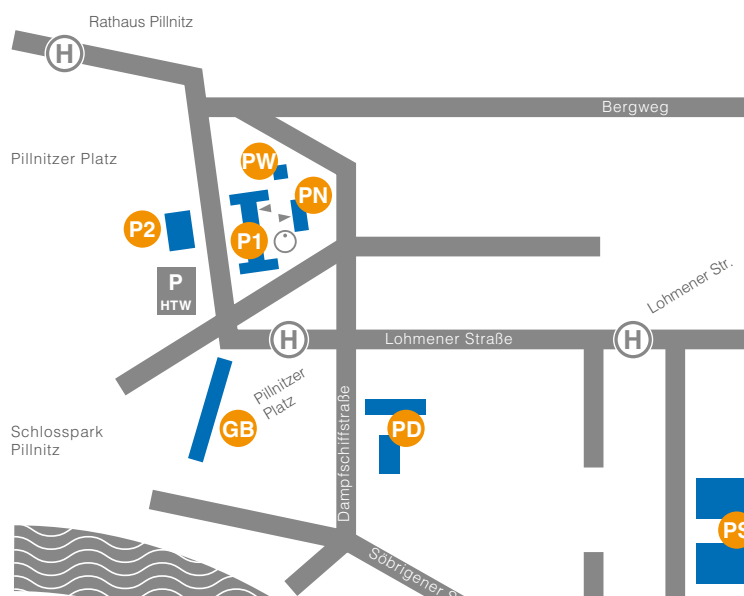 Rathaus Pillnitz
H
Bergweg
Pillnitzer Platz
PW
PN
P2
P1
P
HTW
Lohmener Str.
H
Lohmener Straße
H
Pillnitzer
Platz
Dampfschiffstraße
GB
PD
Schlosspark
Pillnitz
PS
Söbrigener S